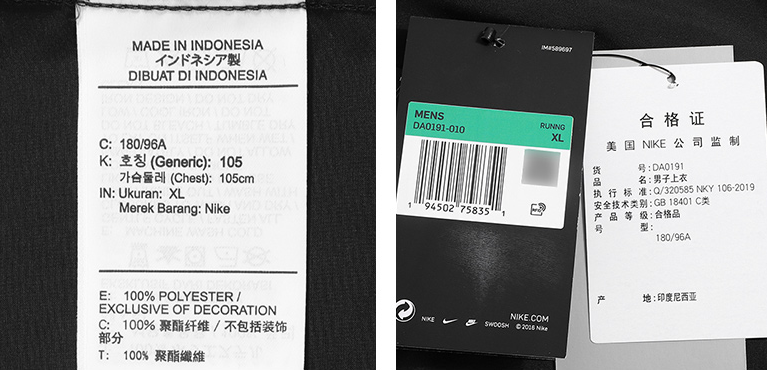 MADE IN INDONESIA
インドネシア製
DIBUAT DI INDONESIA
C: 180/96A
K: 호칭 (Generic): 105
가슴둘레 (Chest): 105cm
IN: Ukuran: XL
Merek Barang: Nike
E: 100% POLYESTER /
EXCLUSIVE OF DECORATION
C: 100% 聚酯纤维 / 不包括装饰
部分
T: 100% 聚酯纖維
IM#589697
MENS
DA0191-010
RUNNG
XL
1 94502 75835 1
RFID
NIKE
SWOOSH
NIKE.COM
© 2016 Nike
合格证
美国 NIKE 公司监制
货号: DA0191
品名: 男子上衣
执行标准: Q/320585 NKY 106-2019
安全技术类别: GB 18401 C类
产品等级: 合格品
号型:
180/96A
产地: 印度尼西亚